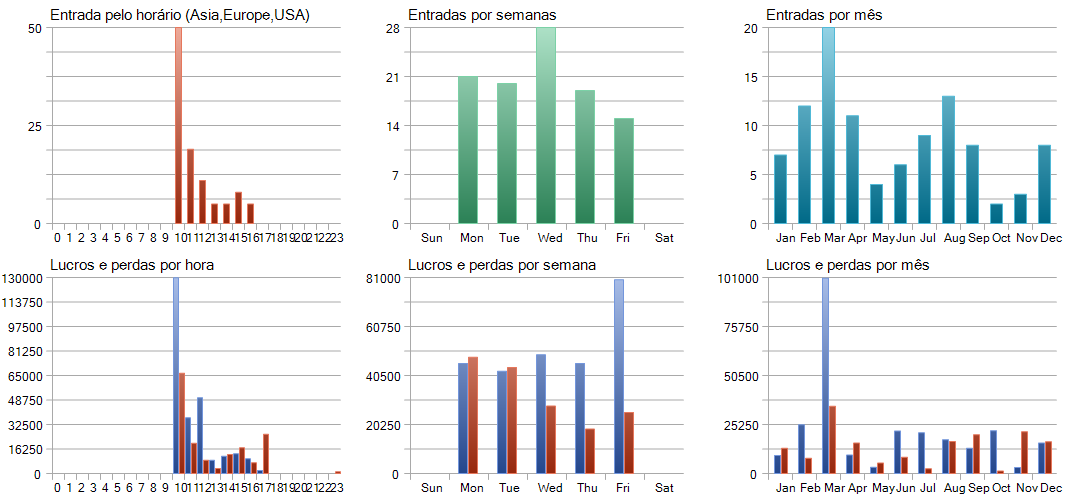 Entrada pelo horário (Asia,Europe,USA)
50
25
0
0 1 2 3 4 5 6 7 8 9 10 11 12 13 14 15 16 17 18 19 20 21 22 23
Entradas por semanas
28
21
14
7
0
Sun Mon Tue Wed Thu Fri Sat
Entradas por mês
20
15
10
5
0
Jan Feb Mar Apr May Jun Jul Aug Sep Oct Nov Dec
Lucros e perdas por hora
130000
113750
97500
81250
65000
48750
32500
16250
0
0 1 2 3 4 5 6 7 8 9 10 11 12 13 14 15 16 17 18 19 20 21 22 23
Lucros e perdas por semana
81000
60750
40500
20250
0
Sun Mon Tue Wed Thu Fri Sat
Lucros e perdas por mês
101000
75750
50500
25250
0
Jan Feb Mar Apr May Jun Jul Aug Sep Oct Nov Dec